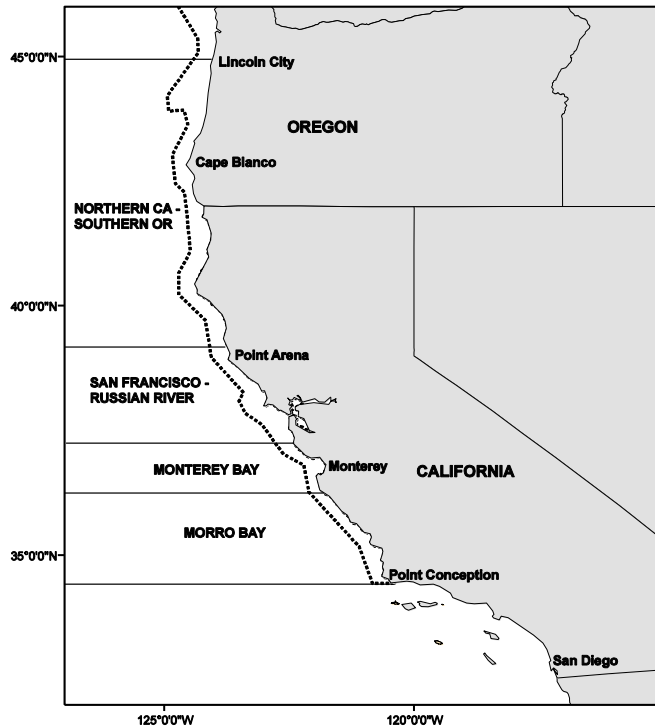 45°0'0"N
Lincoln City
OREGON
Cape Blanco
NORTHERN CA -
SOUTHERN OR
40°0'0"N
Point Arena
SAN FRANCISCO -
RUSSIAN RIVER
Monterey
MONTEREY BAY
CALIFORNIA
MORRO BAY
35°0'0"N
Point Conception
San Diego
125°0'0"W
120°0'0"W